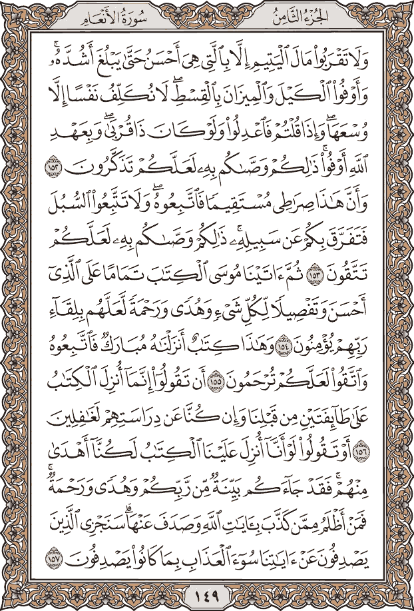 الجزء الثامن
سورة الأنعام
وَلَا تَقْرَبُوا۟ مَالَ ٱلْيَتِيمِ إِلَّا بِٱلَّتِى هِىَ أَحْسَنُ حَتَّىٰ يَبْلُغَ أَشُدَّهُۥ ۖ
وَأَوْفُوا۟ ٱلْكَيْلَ وَٱلْمِيزَانَ بِٱلْقِسْطِ ۖ لَا نُكَلِّفُ نَفْسًا إِلَّا
وُسْعَهَا ۖ وَإِذَا قُلْتُمْ فَٱعْدِلُوا۟ وَلَوْ كَانَ ذَا قُرْبَىٰ ۖ وَبِعَهْدِ
ٱللَّهِ أَوْفُوا۟ ۚ ذَٰلِكُمْ وَصَّىٰكُم بِهِۦ لَعَلَّكُمْ تَذَكَّرُونَ ١٥٢
وَأَنَّ هَٰذَا صِرَٰطِى مُسْتَقِيمًا فَٱتَّبِعُوهُ ۖ وَلَا تَتَّبِعُوا۟ ٱلسُّبُلَ
فَتَفَرَّقَ بِكُمْ عَن سَبِيلِهِۦ ۚ ذَٰلِكُمْ وَصَّىٰكُم بِهِۦ لَعَلَّكُمْ
تَتَّقُونَ ١٥٣ ثُمَّ ءَاتَيْنَا مُوسَى ٱلْكِتَٰبَ تَمَامًا عَلَى ٱلَّذِىٓ
أَحْسَنَ وَتَفْصِيلًا لِّكُلِّ شَىْءٍ وَهُدًى وَرَحْمَةً لَّعَلَّهُم بِلِقَآءِ
رَبِّهِمْ يُؤْمِنُونَ ١٥٤ وَهَٰذَا كِتَٰبٌ أَنزَلْنَٰهُ مُبَارَكٌ فَٱتَّبِعُوهُ
وَٱتَّقُوا۟ لَعَلَّكُمْ تُرْحَمُونَ ١٥٥ أَن تَقُولُوٓا۟ إِنَّمَآ أُنزِلَ ٱلْكِتَٰبُ
عَلَىٰ طَآئِفَتَيْنِ مِن قَبْلِنَا وَإِن كُنَّا عَن دِرَاسَتِهِمْ لَغَٰفِلِينَ
١٥٦ أَوْ تَقُولُوا۟ لَوْ أَنَّآ أُنزِلَ عَلَيْنَا ٱلْكِتَٰبُ لَكُنَّآ أَهْدَىٰ
مِنْهُمْ ۚ فَقَدْ جَآءَكُم بَيِّنَةٌ مِّن رَّبِّكُمْ وَهُدًى وَرَحْمَةٌ ۚ
فَمَنْ أَظْلَمُ مِمَّن كَذَّبَ بِـَٔايَٰتِ ٱللَّهِ وَصَدَفَ عَنْهَا ۗ سَنَجْزِى ٱلَّذِينَ
يَصْدِفُونَ عَنْ ءَايَٰتِنَا سُوٓءَ ٱلْعَذَابِ بِمَا كَانُوا۟ يَصْدِفُونَ ١٥٧
١٤٩